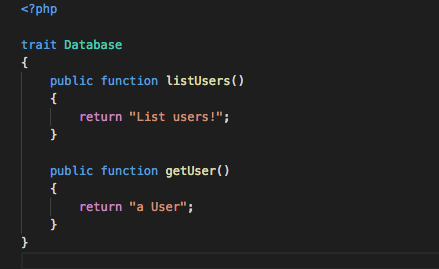 <?php
trait Database
{
    public function listUsers()
    {
        return "List users!";
    }
    public function getUser()
    {
        return "a User";
    }
}